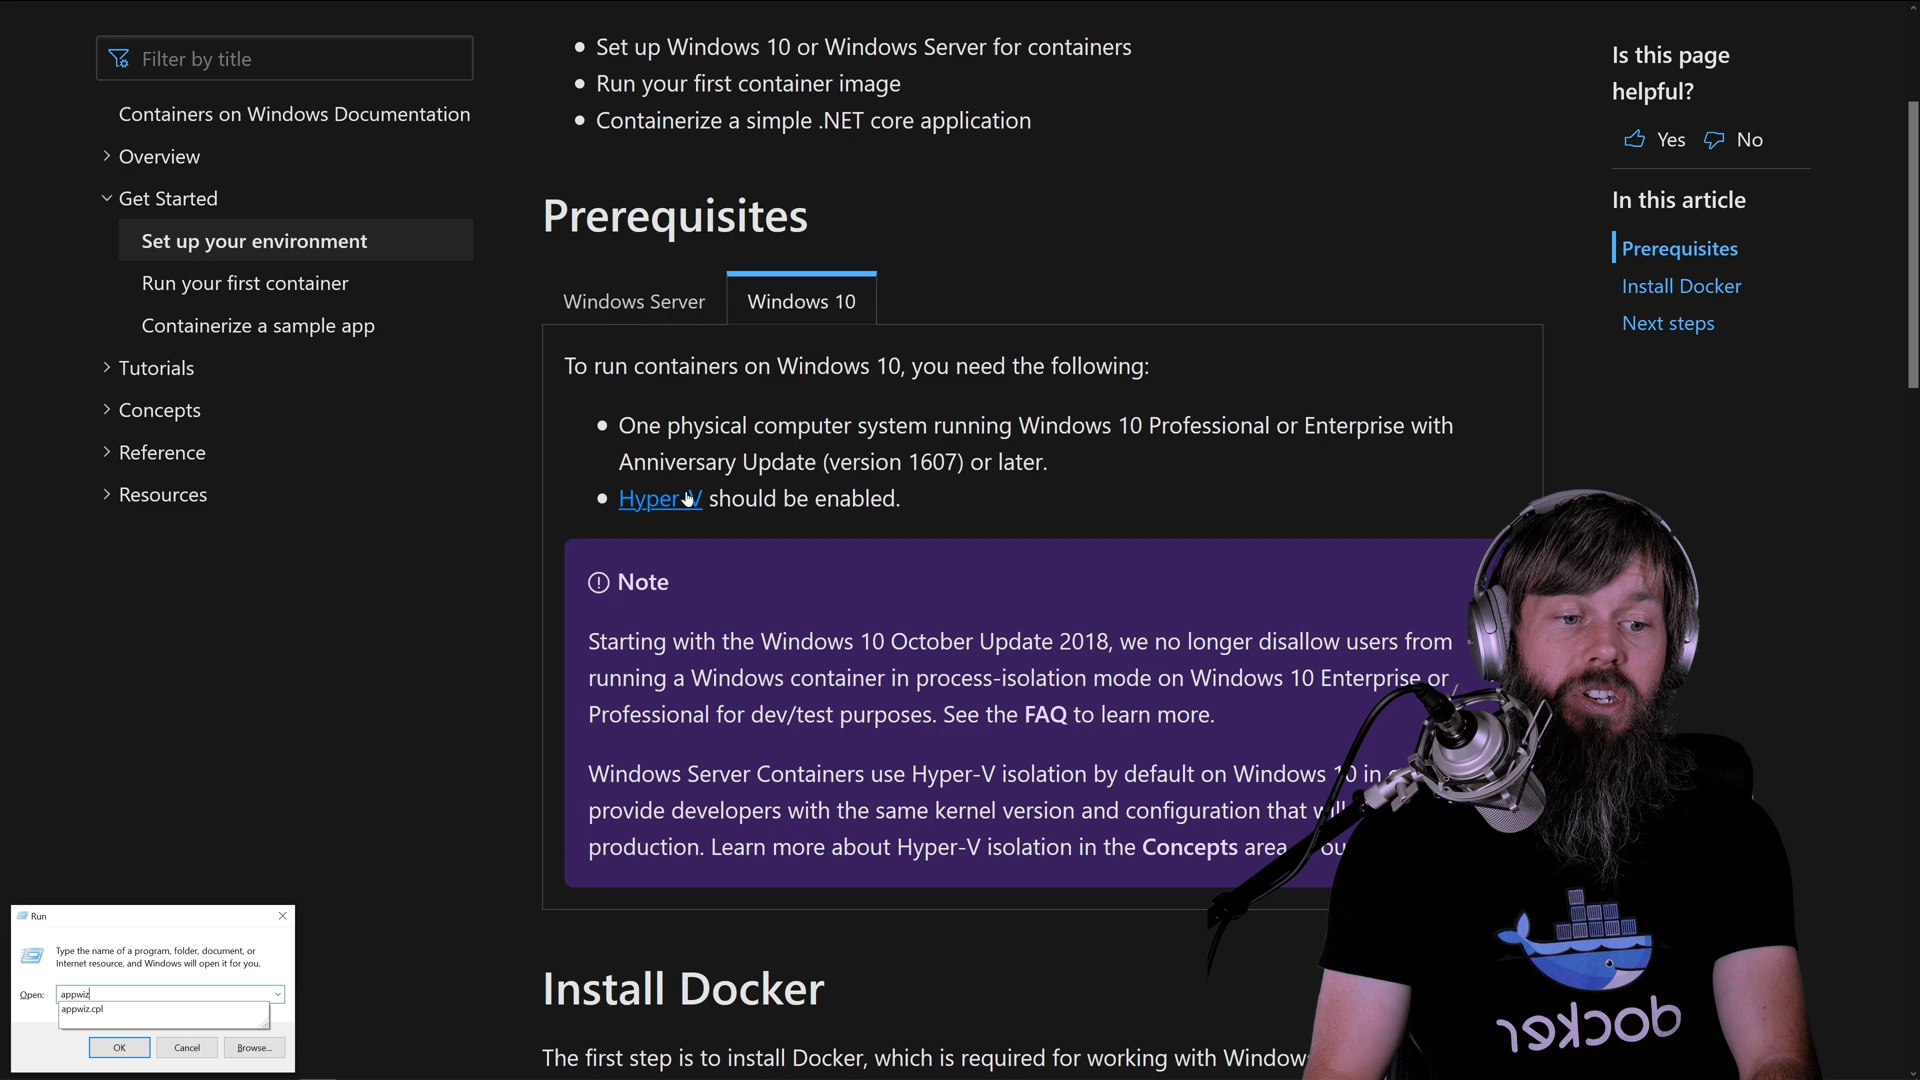 Filter by title
Containers on Windows Documentation
Overview
Get Started
Set up your environment
Run your first container
Containerize a sample app
Tutorials
Concepts
Reference
Resources
Set up Windows 10 or Windows Server for containers
Run your first container image
Containerize a simple .NET core application
Prerequisites
Windows Server
Windows 10
To run containers on Windows 10, you need the following:
One physical computer system running Windows 10 Professional or Enterprise with
Anniversary Update (version 1607) or later.
Hyper-V should be enabled.
Note
Starting with the Windows 10 October Update 2018, we no longer disallow users from
running a Windows container in process-isolation mode on Windows 10 Enterprise or
Professional for dev/test purposes. See the FAQ to learn more.
Windows Server Containers use Hyper-V isolation by default on Windows 10 in
provide developers with the same kernel version and configuration that will
production. Learn more about Hyper-V isolation in the Concepts area
Install Docker
The first step is to install Docker, which is required for working with Windows
Is this page
helpful?
Yes No
In this article
Prerequisites
Install Docker
Next steps
Run
Type the name of a program, folder, document, or
Internet resource, and Windows will open it for you.
Open: appwiz
appwiz.cpl
OK Cancel Browse...
docker